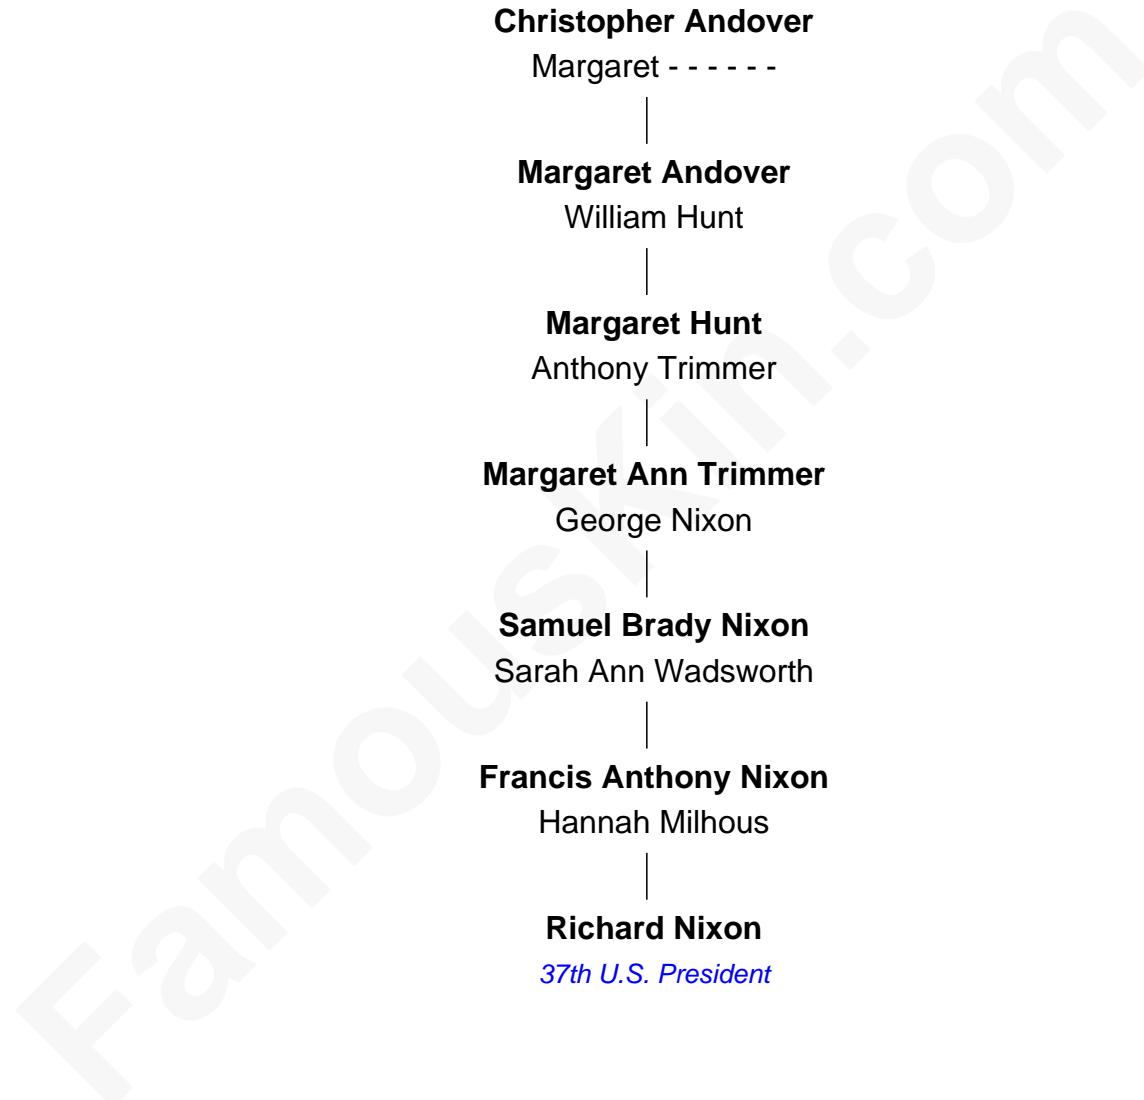 Christopher Andover
Margaret - - - - - -
Margaret Andover
William Hunt
Margaret Hunt
Anthony Trimmer
Margaret Ann Trimmer
George Nixon
Samuel Brady Nixon
Sarah Ann Wadsworth
Francis Anthony Nixon
Hannah Milhous
Richard Nixon
37th U.S. President
FamousKin.com